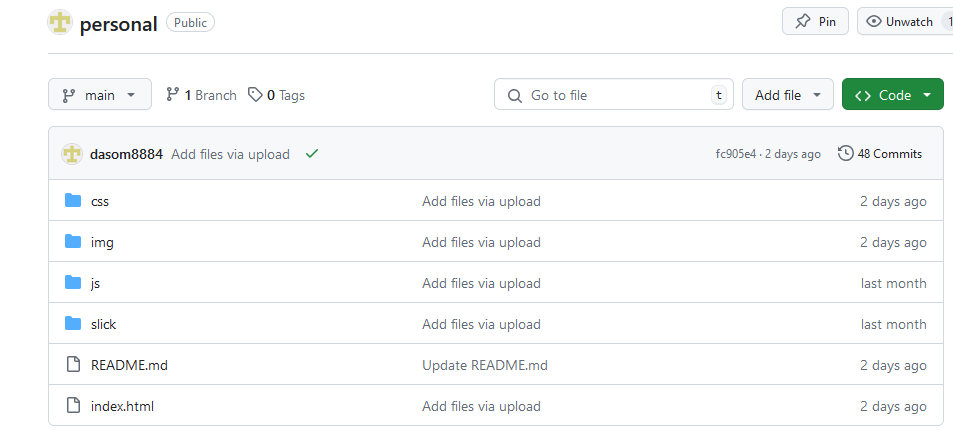 personal Public Pin Unwatch 1
main 1 Branch 0 Tags Go to file t Add file Code
dasom8884 Add files via upload fc905e4 · 2 days ago 48 Commits
css Add files via upload 2 days ago
img Add files via upload 2 days ago
js Add files via upload last month
slick Add files via upload last month
README.md Update README.md 2 days ago
index.html Add files via upload 2 days ago